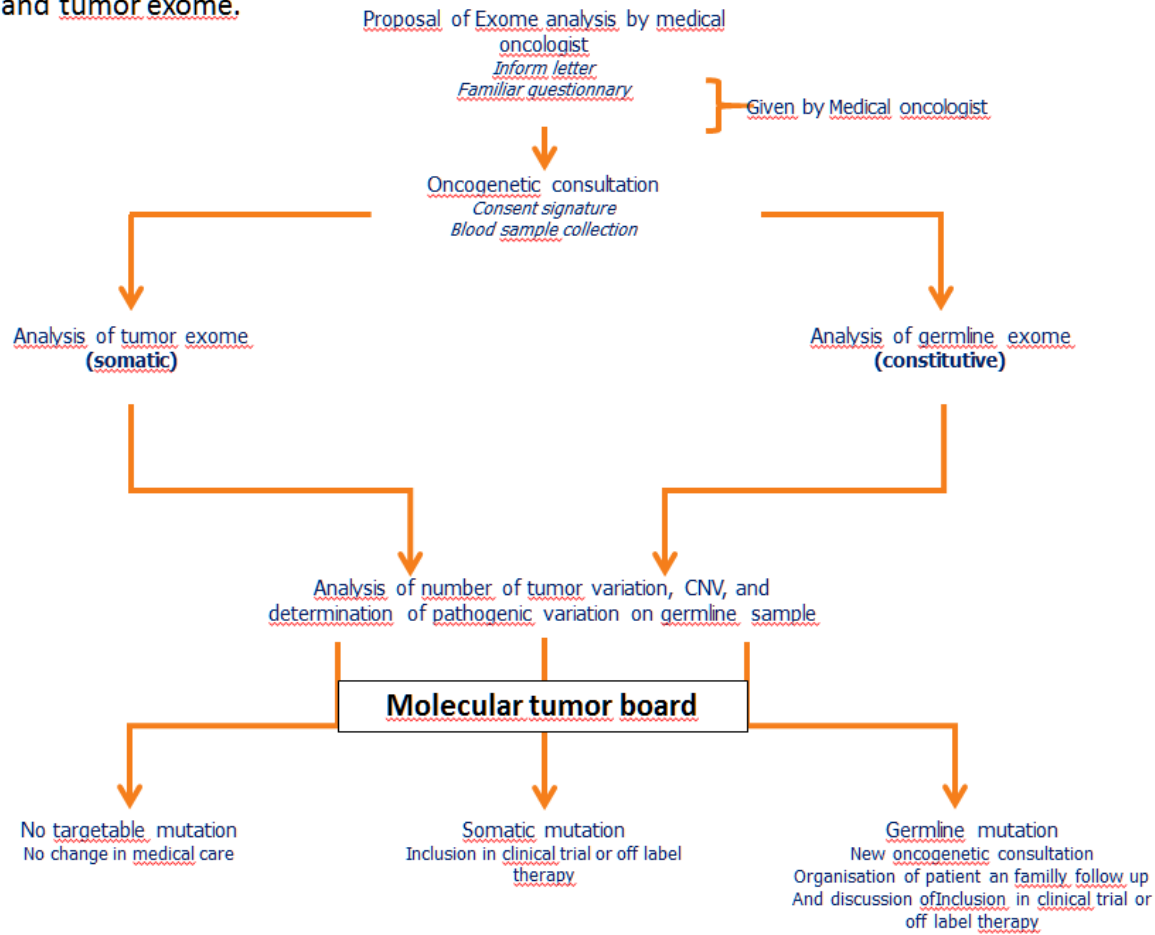 and tumor exome.
Proposal of Exome analysis by medical
oncologist
Inform letter
Familiar questionnary
Given by Medical oncologist
Oncogenetic consultation
Consent signature
Blood sample collection
Analysis of tumor exome
(somatic)
Analysis of germline exome
(constitutive)
Analysis of number of tumor variation, CNV, and
determination of pathogenic variation on germline sample
Molecular tumor board
No targetable mutation
No change in medical care
Somatic mutation
Inclusion in clinical trial or off label
therapy
Germline mutation
New oncogenetic consultation
Organisation of patient an familly follow up
And discussion ofInclusion in clinical trial or
off label therapy